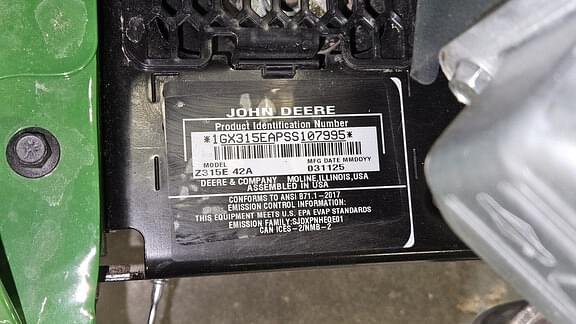 JOHN DEERE
Product Identification Number
*1GX315EAPSS107995*
MODEL MFG DATE MMDDYY
Z315E 42A 031125
DEERE & COMPANY MOLINE,ILLINOIS,USA
ASSEMBLED IN USA
CONFORMS TO ANSI B71.1-2017
EMISSION CONTROL INFORMATION:
THIS EQUIPMENT MEETS U.S. EPA EVAP STANDARDS
EMISSION FAMILY:SJDXPNHEQE01
CAN ICES-2/NMB-2